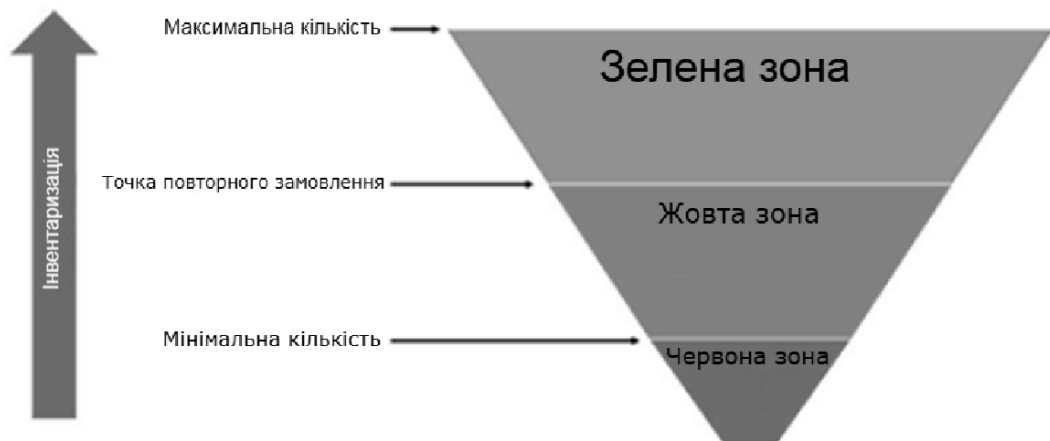 Максимальна кількість
Зелена зона
Інвентаризація
Точка повторного замовлення
Жовта зона
Мінімальна кількість
Червона зона